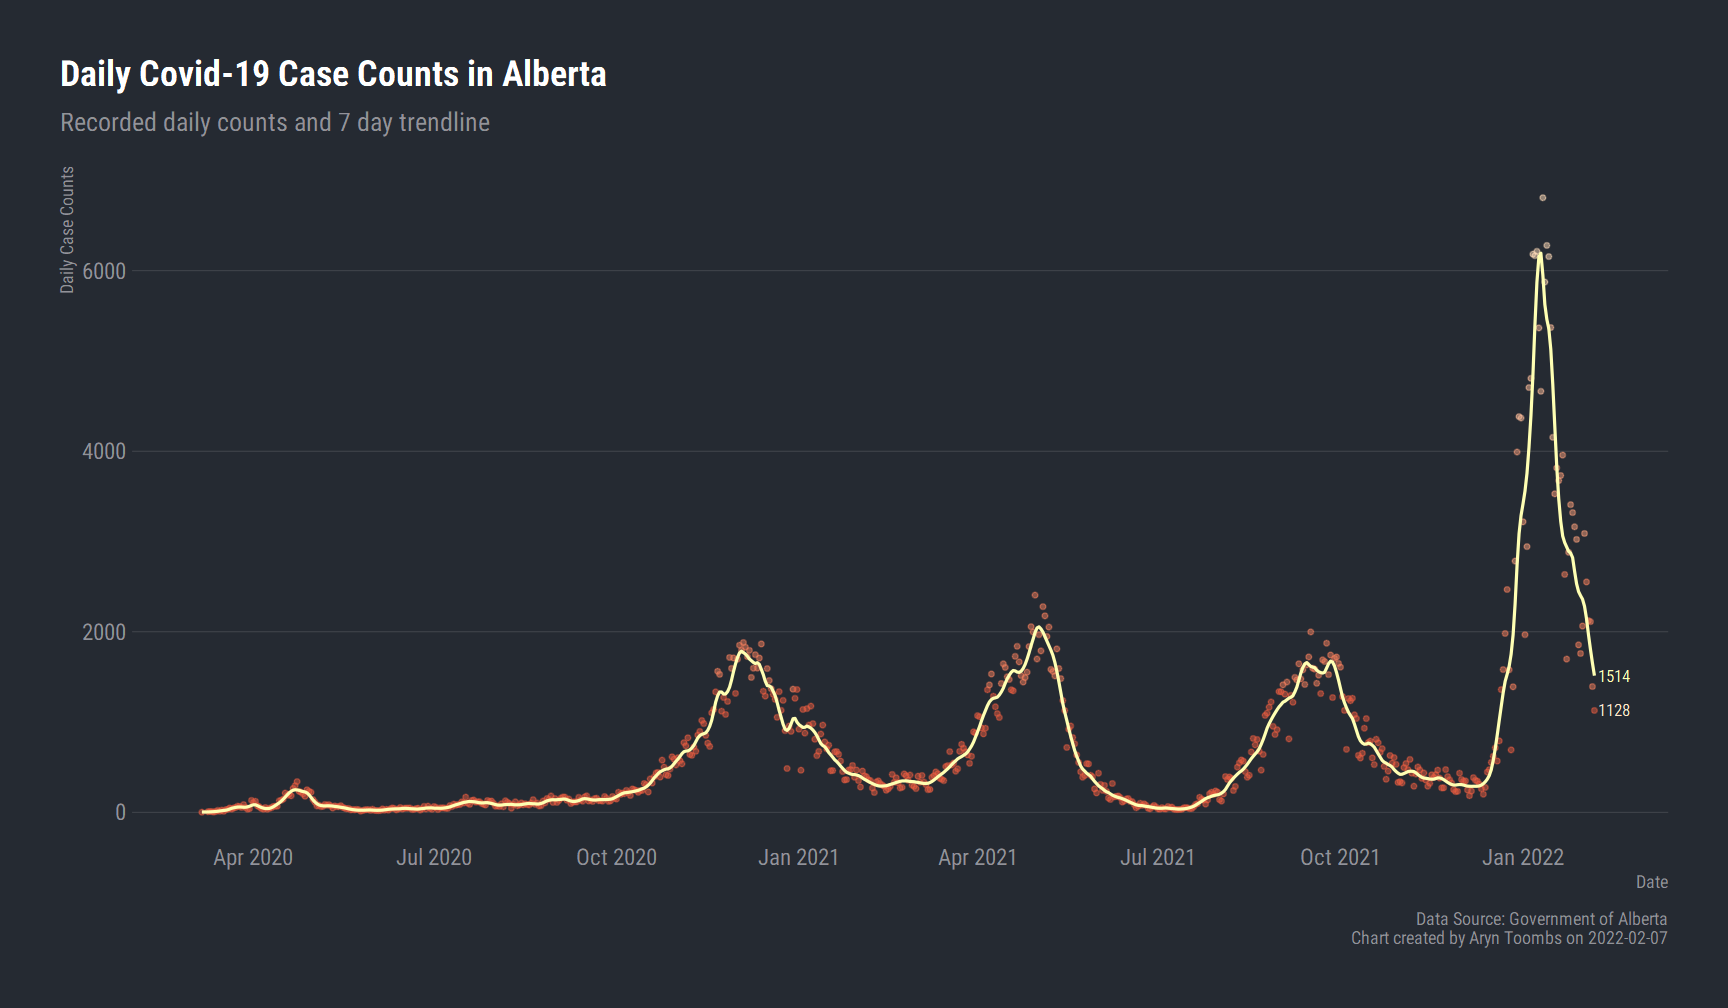 Daily Covid-19 Case Counts in Alberta
Recorded daily counts and 7 day trendline
Daily Case Counts
6000
4000
2000
0
1514
1128
Apr 2020
Jul 2020
Oct 2020
Jan 2021
Apr 2021
Jul 2021
Oct 2021
Jan 2022
Date
Data Source: Government of Alberta
Chart created by Aryn Toombs on 2022-02-07